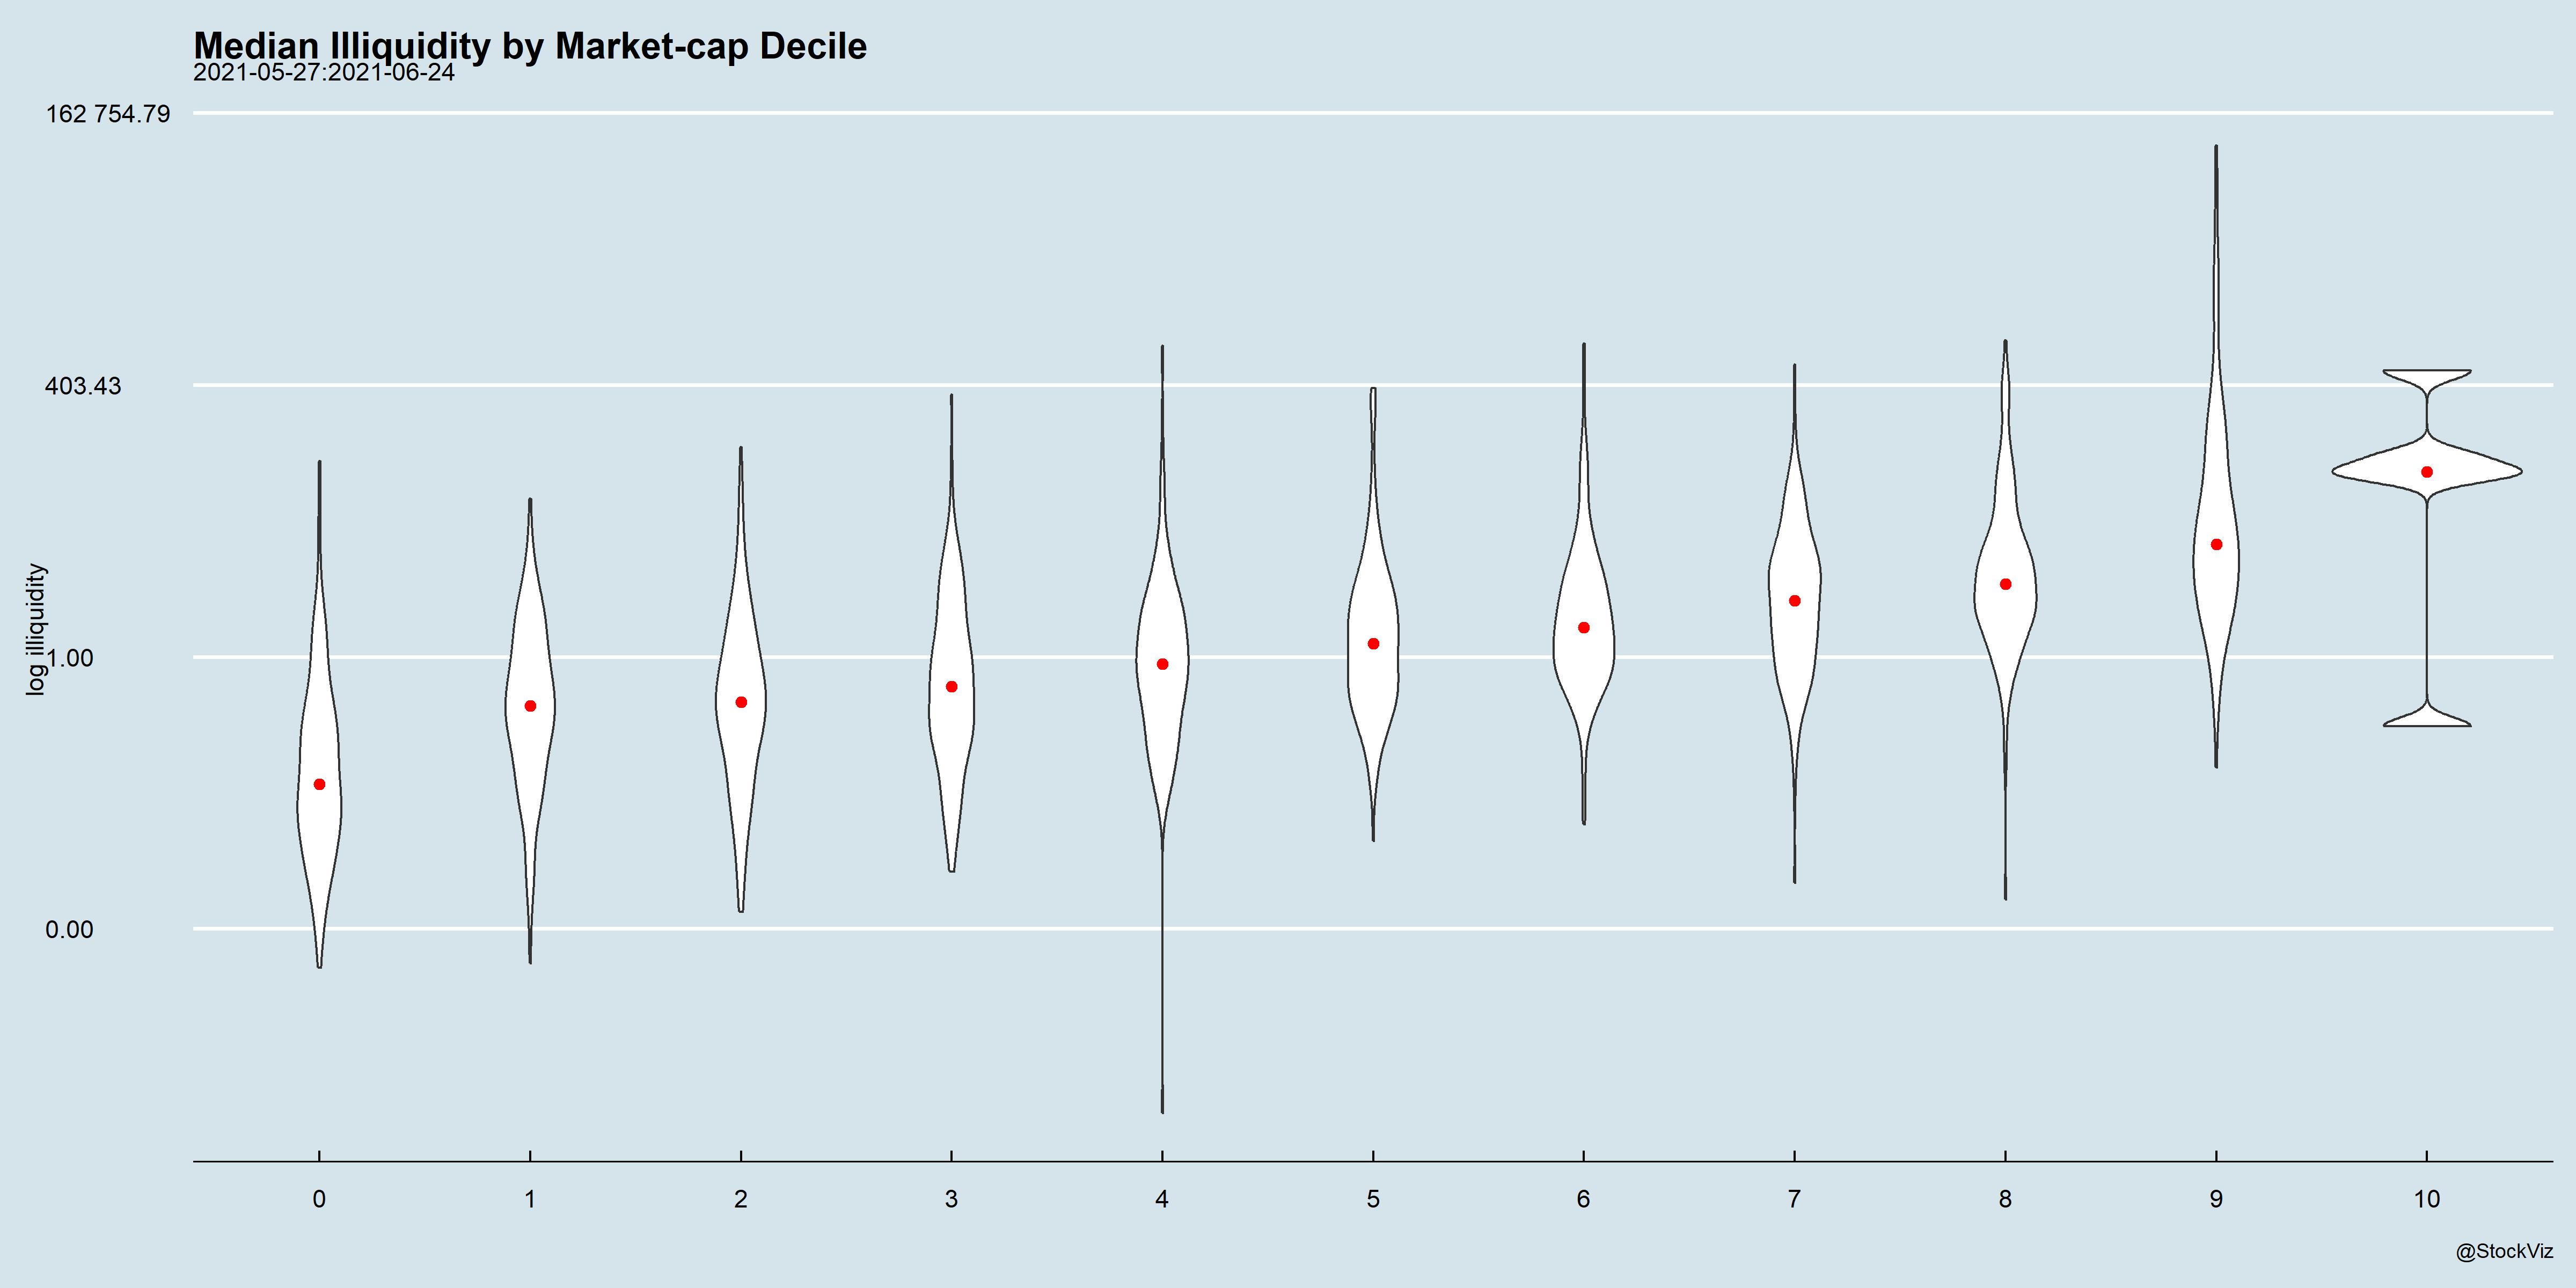 Median Illiquidity by Market-cap Decile
2021-05-27:2021-06-24
162 754.79
403.43
1.00
0.00
log illiquidity
0 1 2 3 4 5 6 7 8 9 10
@StockViz